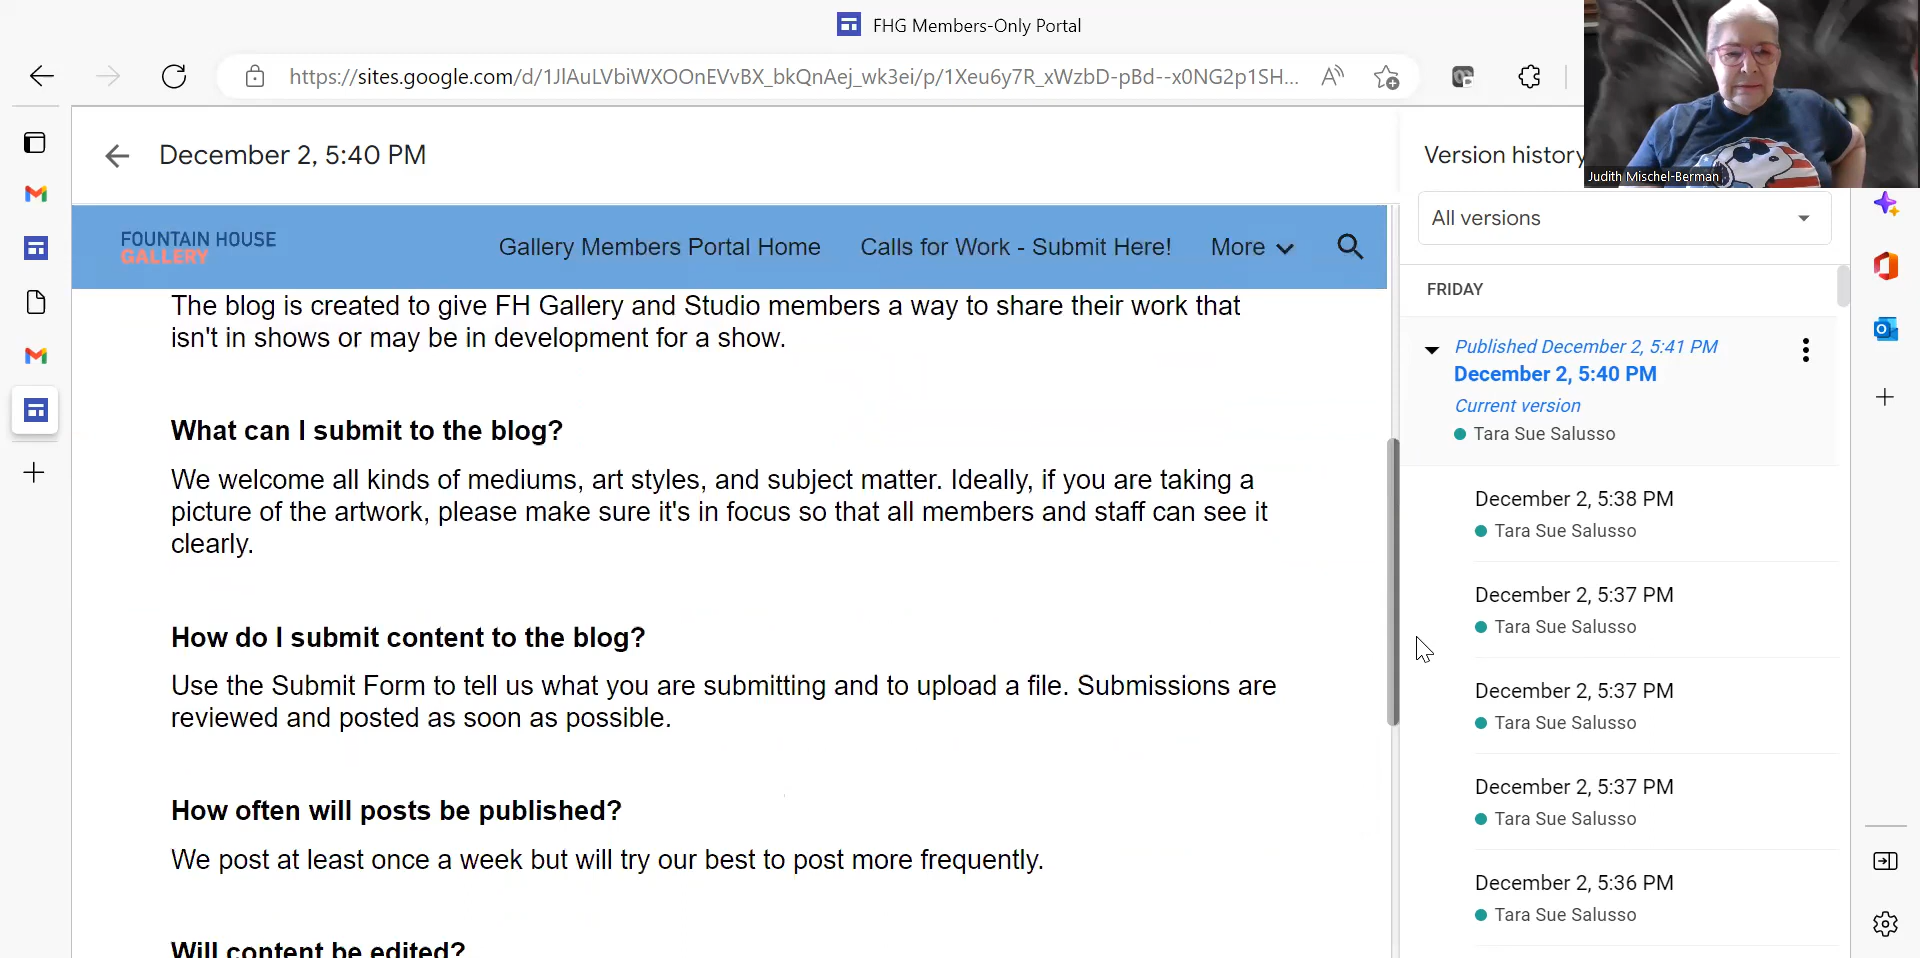 FHG Members-Only Portal
https://sites.google.com/d/1JlAuLVbiWXOOnEVvBX_bkQnAej_wk3ei/p/1Xeu6y7R_xWzbD-pBd--x0NG2p1SH...
December 2, 5:40 PM
Version history
Judith Mischel-Berman
All versions
FOUNTAIN HOUSE
GALLERY
Gallery Members Portal Home
Calls for Work - Submit Here!
More
The blog is created to give FH Gallery and Studio members a way to share their work that
isn't in shows or may be in development for a show.
What can I submit to the blog?
We welcome all kinds of mediums, art styles, and subject matter. Ideally, if you are taking a
picture of the artwork, please make sure it's in focus so that all members and staff can see it
clearly.
How do I submit content to the blog?
Use the Submit Form to tell us what you are submitting and to upload a file. Submissions are
reviewed and posted as soon as possible.
How often will posts be published?
We post at least once a week but will try our best to post more frequently.
Will content be edited?
FRIDAY
Published December 2, 5:41 PM
December 2, 5:40 PM
Current version
Tara Sue Salusso
December 2, 5:38 PM
Tara Sue Salusso
December 2, 5:37 PM
Tara Sue Salusso
December 2, 5:37 PM
Tara Sue Salusso
December 2, 5:37 PM
Tara Sue Salusso
December 2, 5:36 PM
Tara Sue Salusso